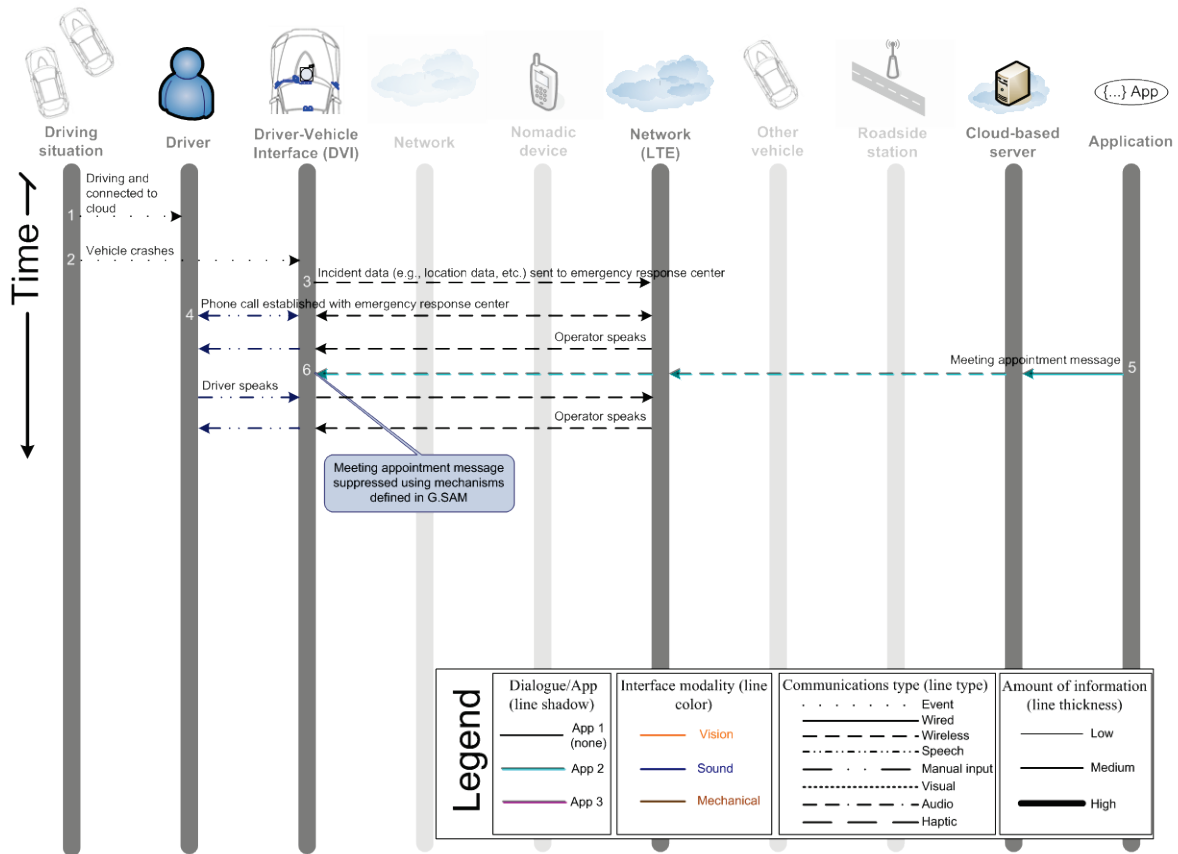 {...} App
Driving
situation
Driver
Driver-Vehicle
Interface (DVI)
Network
Nomadic
device
Network
(LTE)
Other
vehicle
Roadside
station
Cloud-based
server
Application
Time
Driving and
connected to
cloud
1
Vehicle crashes
2
Incident data (e.g., location data, etc.) sent to emergency response center
3
Phone call established with emergency response center
4
Operator speaks
Meeting appointment message
6
5
Driver speaks
Operator speaks
Meeting appointment message
suppressed using mechanisms
defined in G.SAM
Legend
Dialogue/App
(line shadow)
App 1
(none)
App 2
App 3
Interface modality (line
color)
Vision
Sound
Mechanical
Communications type (line type)
Event
Wired
Wireless
Speech
Manual input
Visual
Audio
Haptic
Amount of information
(line thickness)
Low
Medium
High